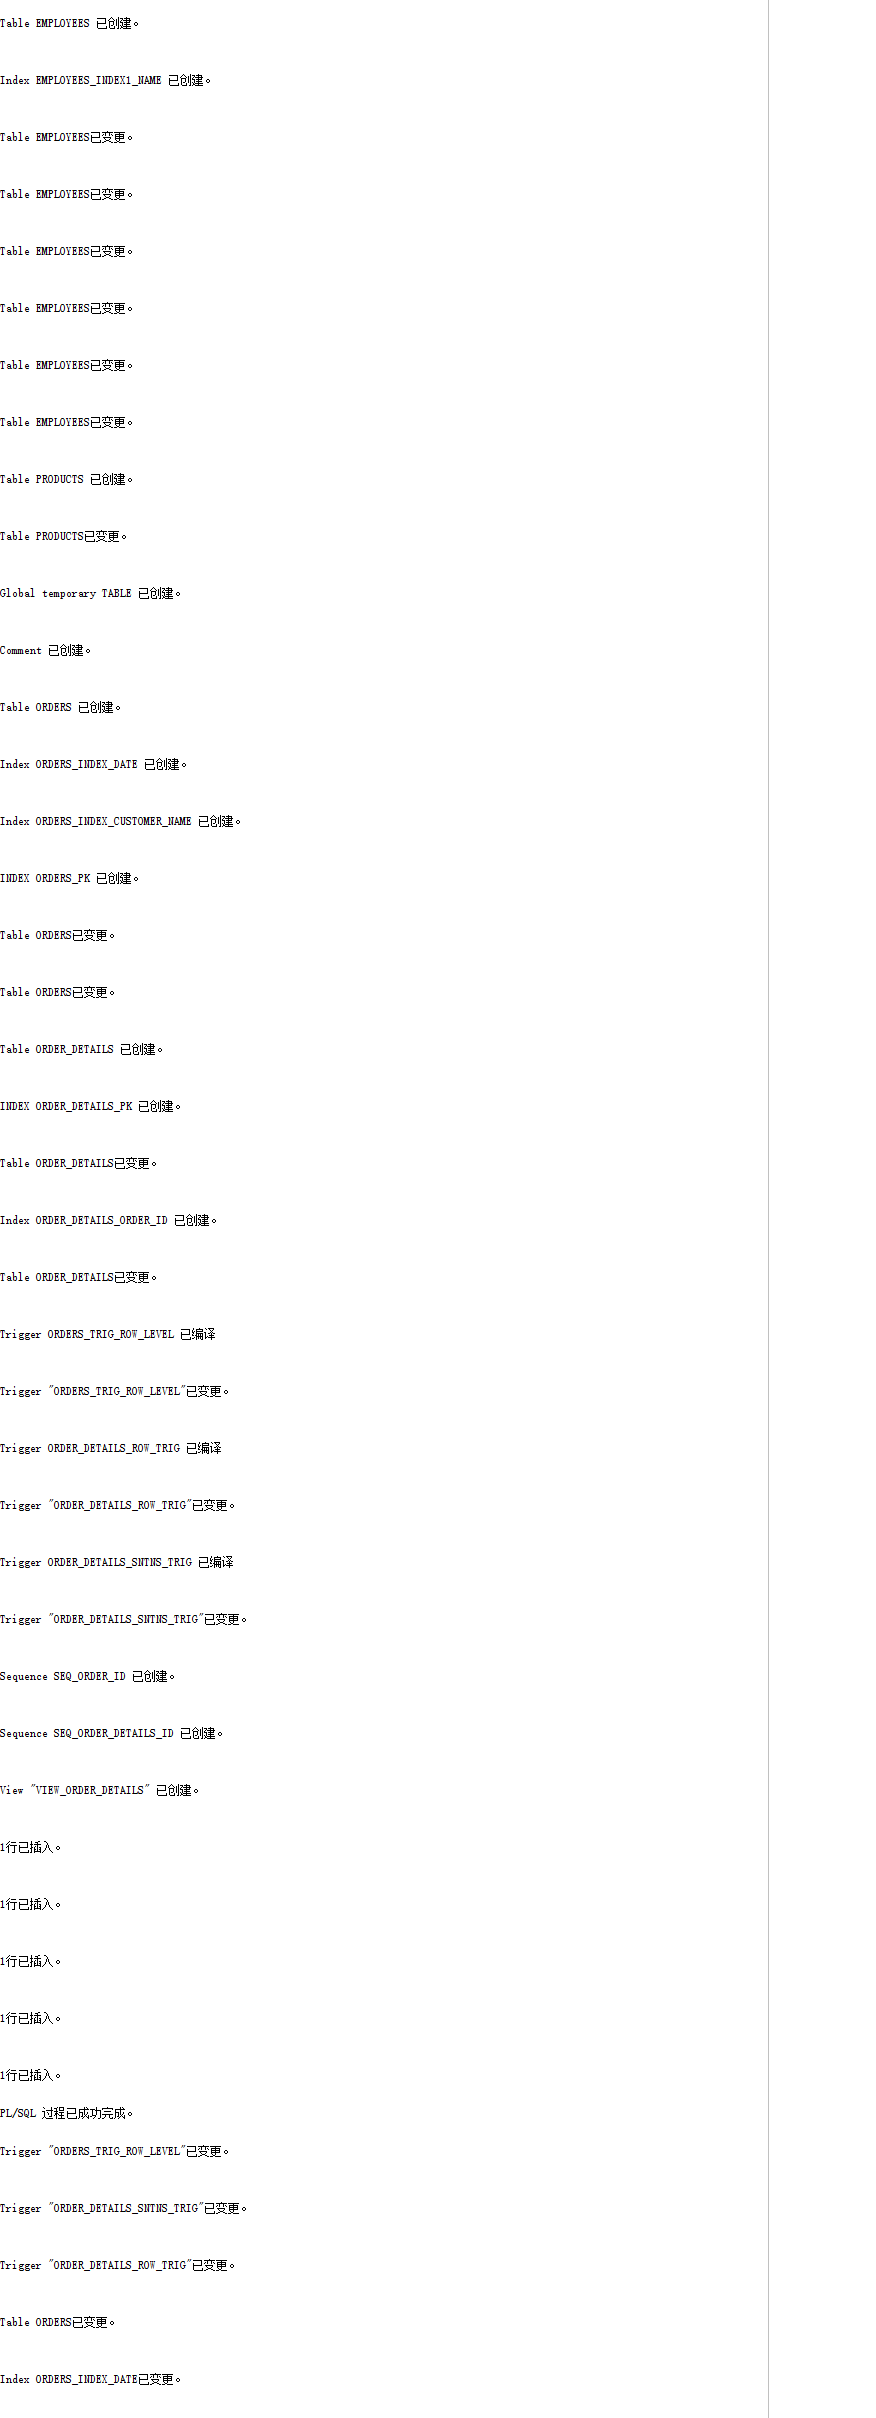 Table EMPLOYEES 已创建。
Index EMPLOYEES_INDEX1_NAME 已创建。
Table EMPLOYEES已变更。
Table EMPLOYEES已变更。
Table EMPLOYEES已变更。
Table EMPLOYEES已变更。
Table EMPLOYEES已变更。
Table EMPLOYEES已变更。
Table PRODUCTS 已创建。
Table PRODUCTS已变更。
Global temporary TABLE 已创建。
Comment 已创建。
Table ORDERS 已创建。
Index ORDERS_INDEX_DATE 已创建。
Index ORDERS_INDEX_CUSTOMER_NAME 已创建。
INDEX ORDERS_PK 已创建。
Table ORDERS已变更。
Table ORDERS已变更。
Table ORDER_DETAILS 已创建。
INDEX ORDER_DETAILS_PK 已创建。
Table ORDER_DETAILS已变更。
Index ORDER_DETAILS_ORDER_ID 已创建。
Table ORDER_DETAILS已变更。
Trigger ORDERS_TRIG_ROW_LEVEL 已编译
Trigger "ORDERS_TRIG_ROW_LEVEL"已变更。
Trigger ORDER_DETAILS_ROW_TRIG 已编译
Trigger "ORDER_DETAILS_ROW_TRIG"已变更。
Trigger ORDER_DETAILS_SNTNS_TRIG 已编译
Trigger "ORDER_DETAILS_SNTNS_TRIG"已变更。
Sequence SEQ_ORDER_ID 已创建。
Sequence SEQ_ORDER_DETAILS_ID 已创建。
View "VIEW_ORDER_DETAILS" 已创建。
1行已插入。
1行已插入。
1行已插入。
1行已插入。
1行已插入。
PL/SQL 过程已成功完成。
Trigger "ORDERS_TRIG_ROW_LEVEL"已变更。
Trigger "ORDER_DETAILS_SNTNS_TRIG"已变更。
Trigger "ORDER_DETAILS_ROW_TRIG"已变更。
Table ORDERS已变更。
Index ORDERS_INDEX_DATE已变更。